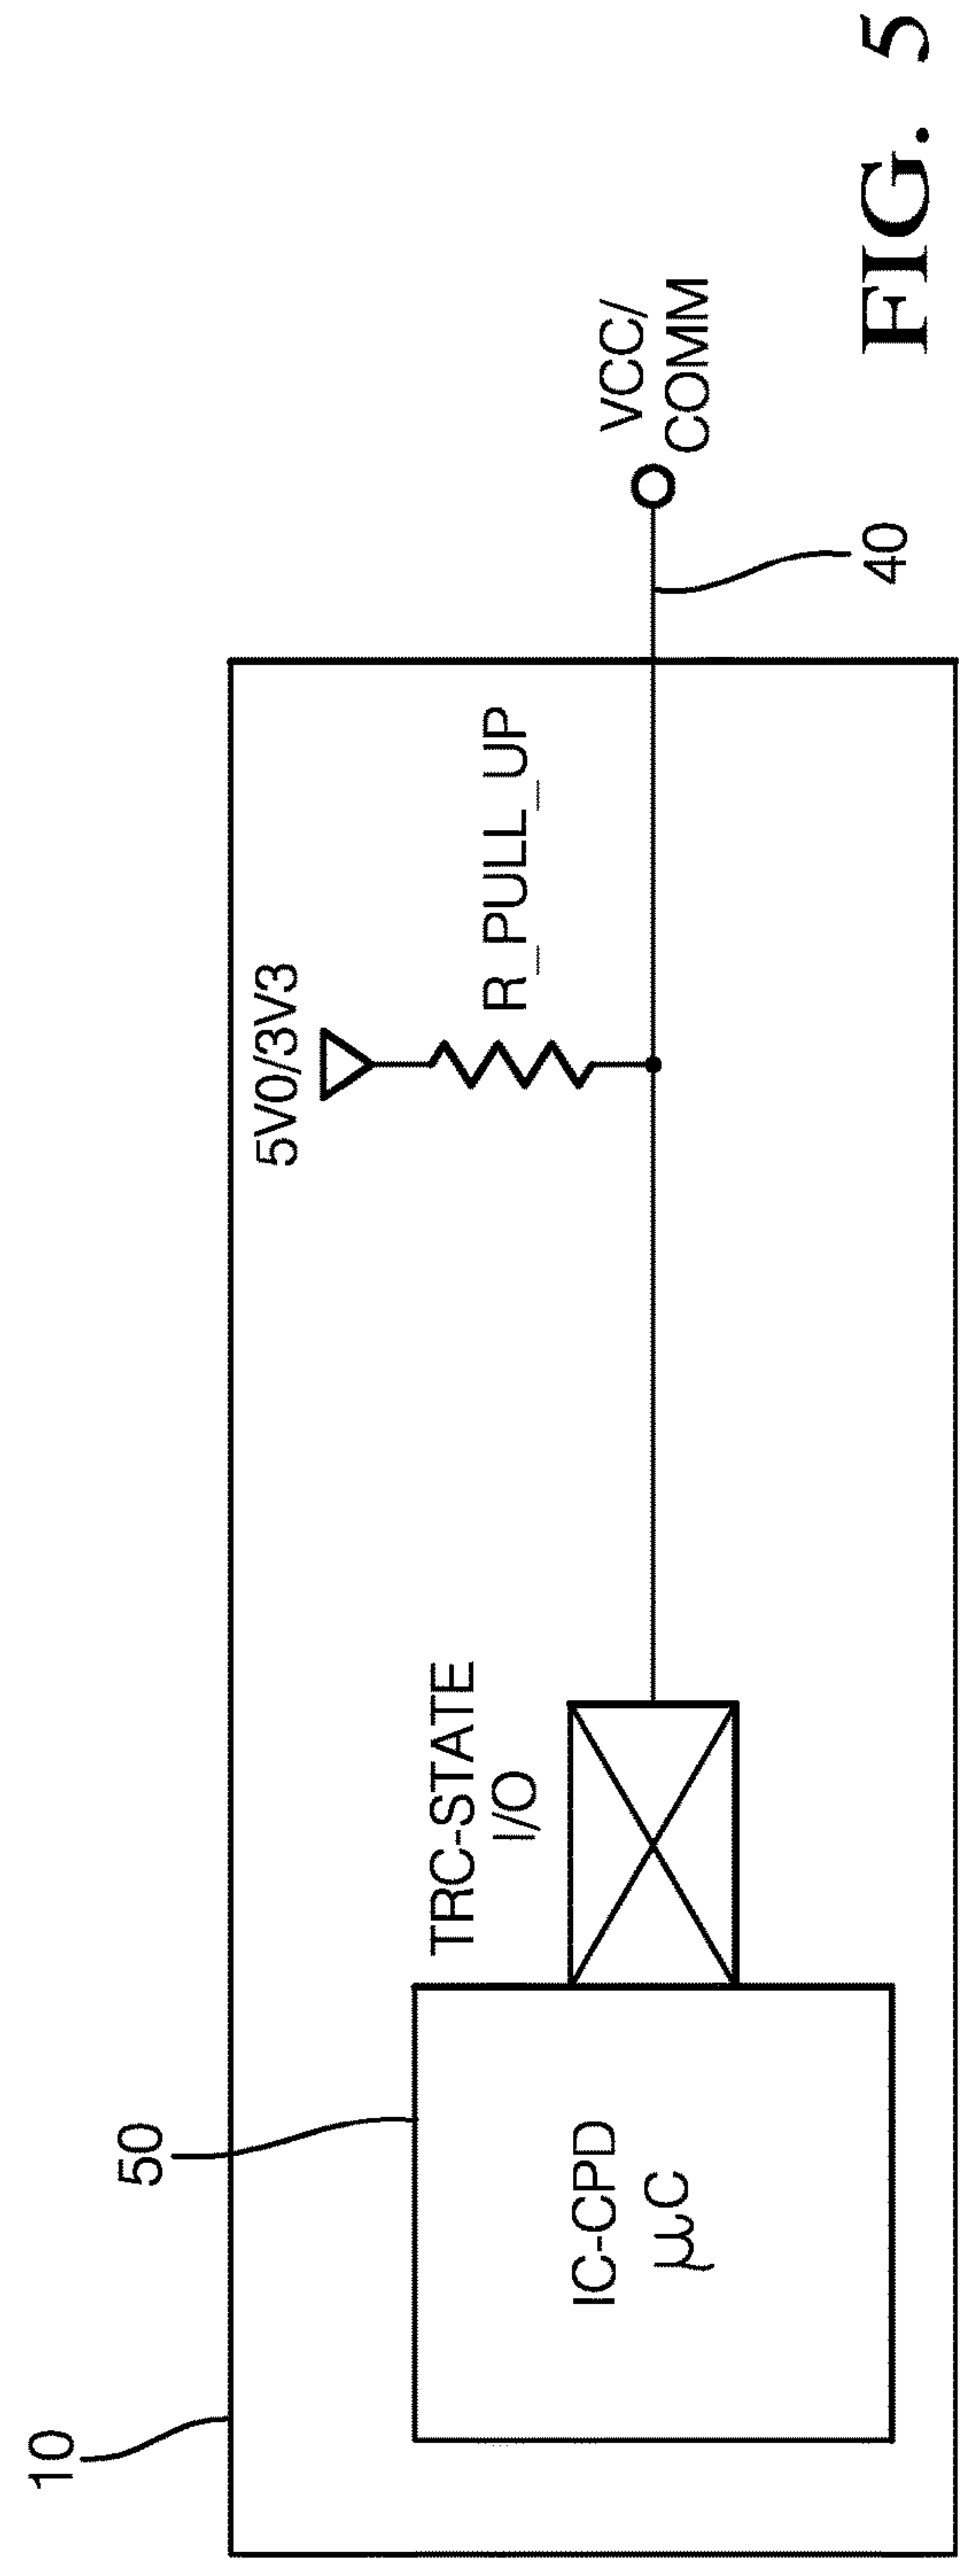 10
50
IC-CPD
μC
TRC-STATE
I/O
5V0/3V3
R_PULL_UP
40
VCC/
COMM
FIG. 5